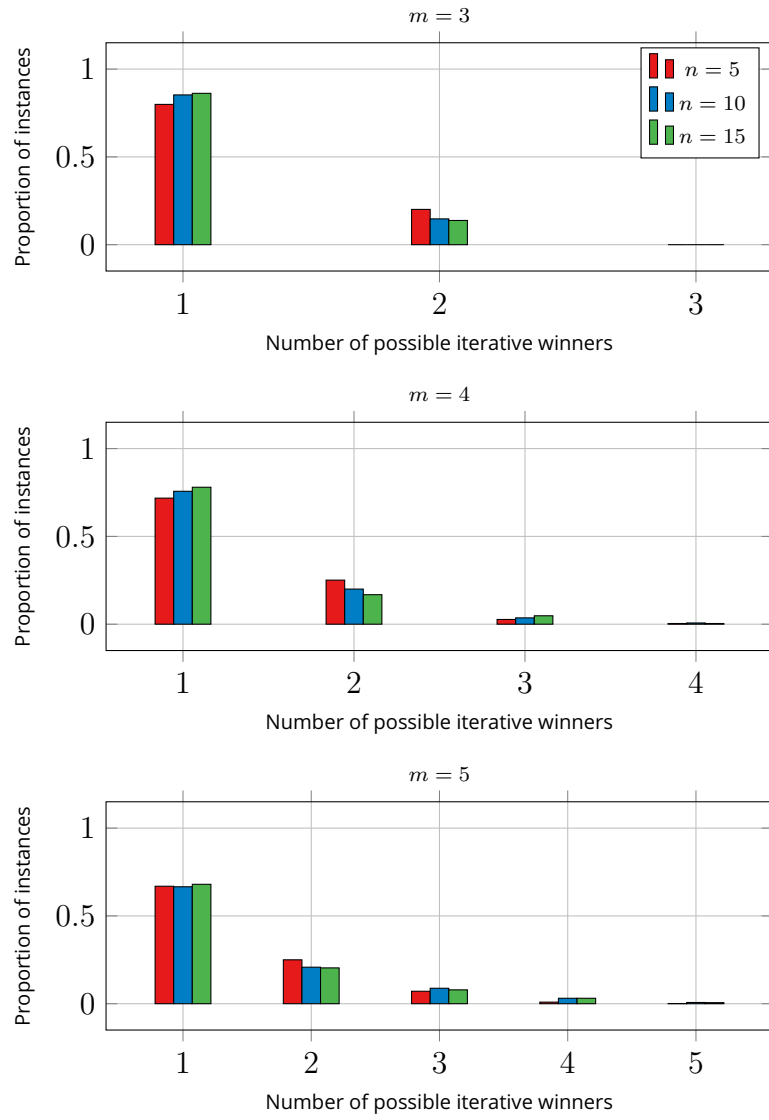 m = 3
Proportion of instances
1
0.5
0
n = 5
n = 10
n = 15
1 2 3
Number of possible iterative winners
m = 4
Proportion of instances
1
0.5
0
1 2 3 4
Number of possible iterative winners
m = 5
Proportion of instances
1
0.5
0
1 2 3 4 5
Number of possible iterative winners